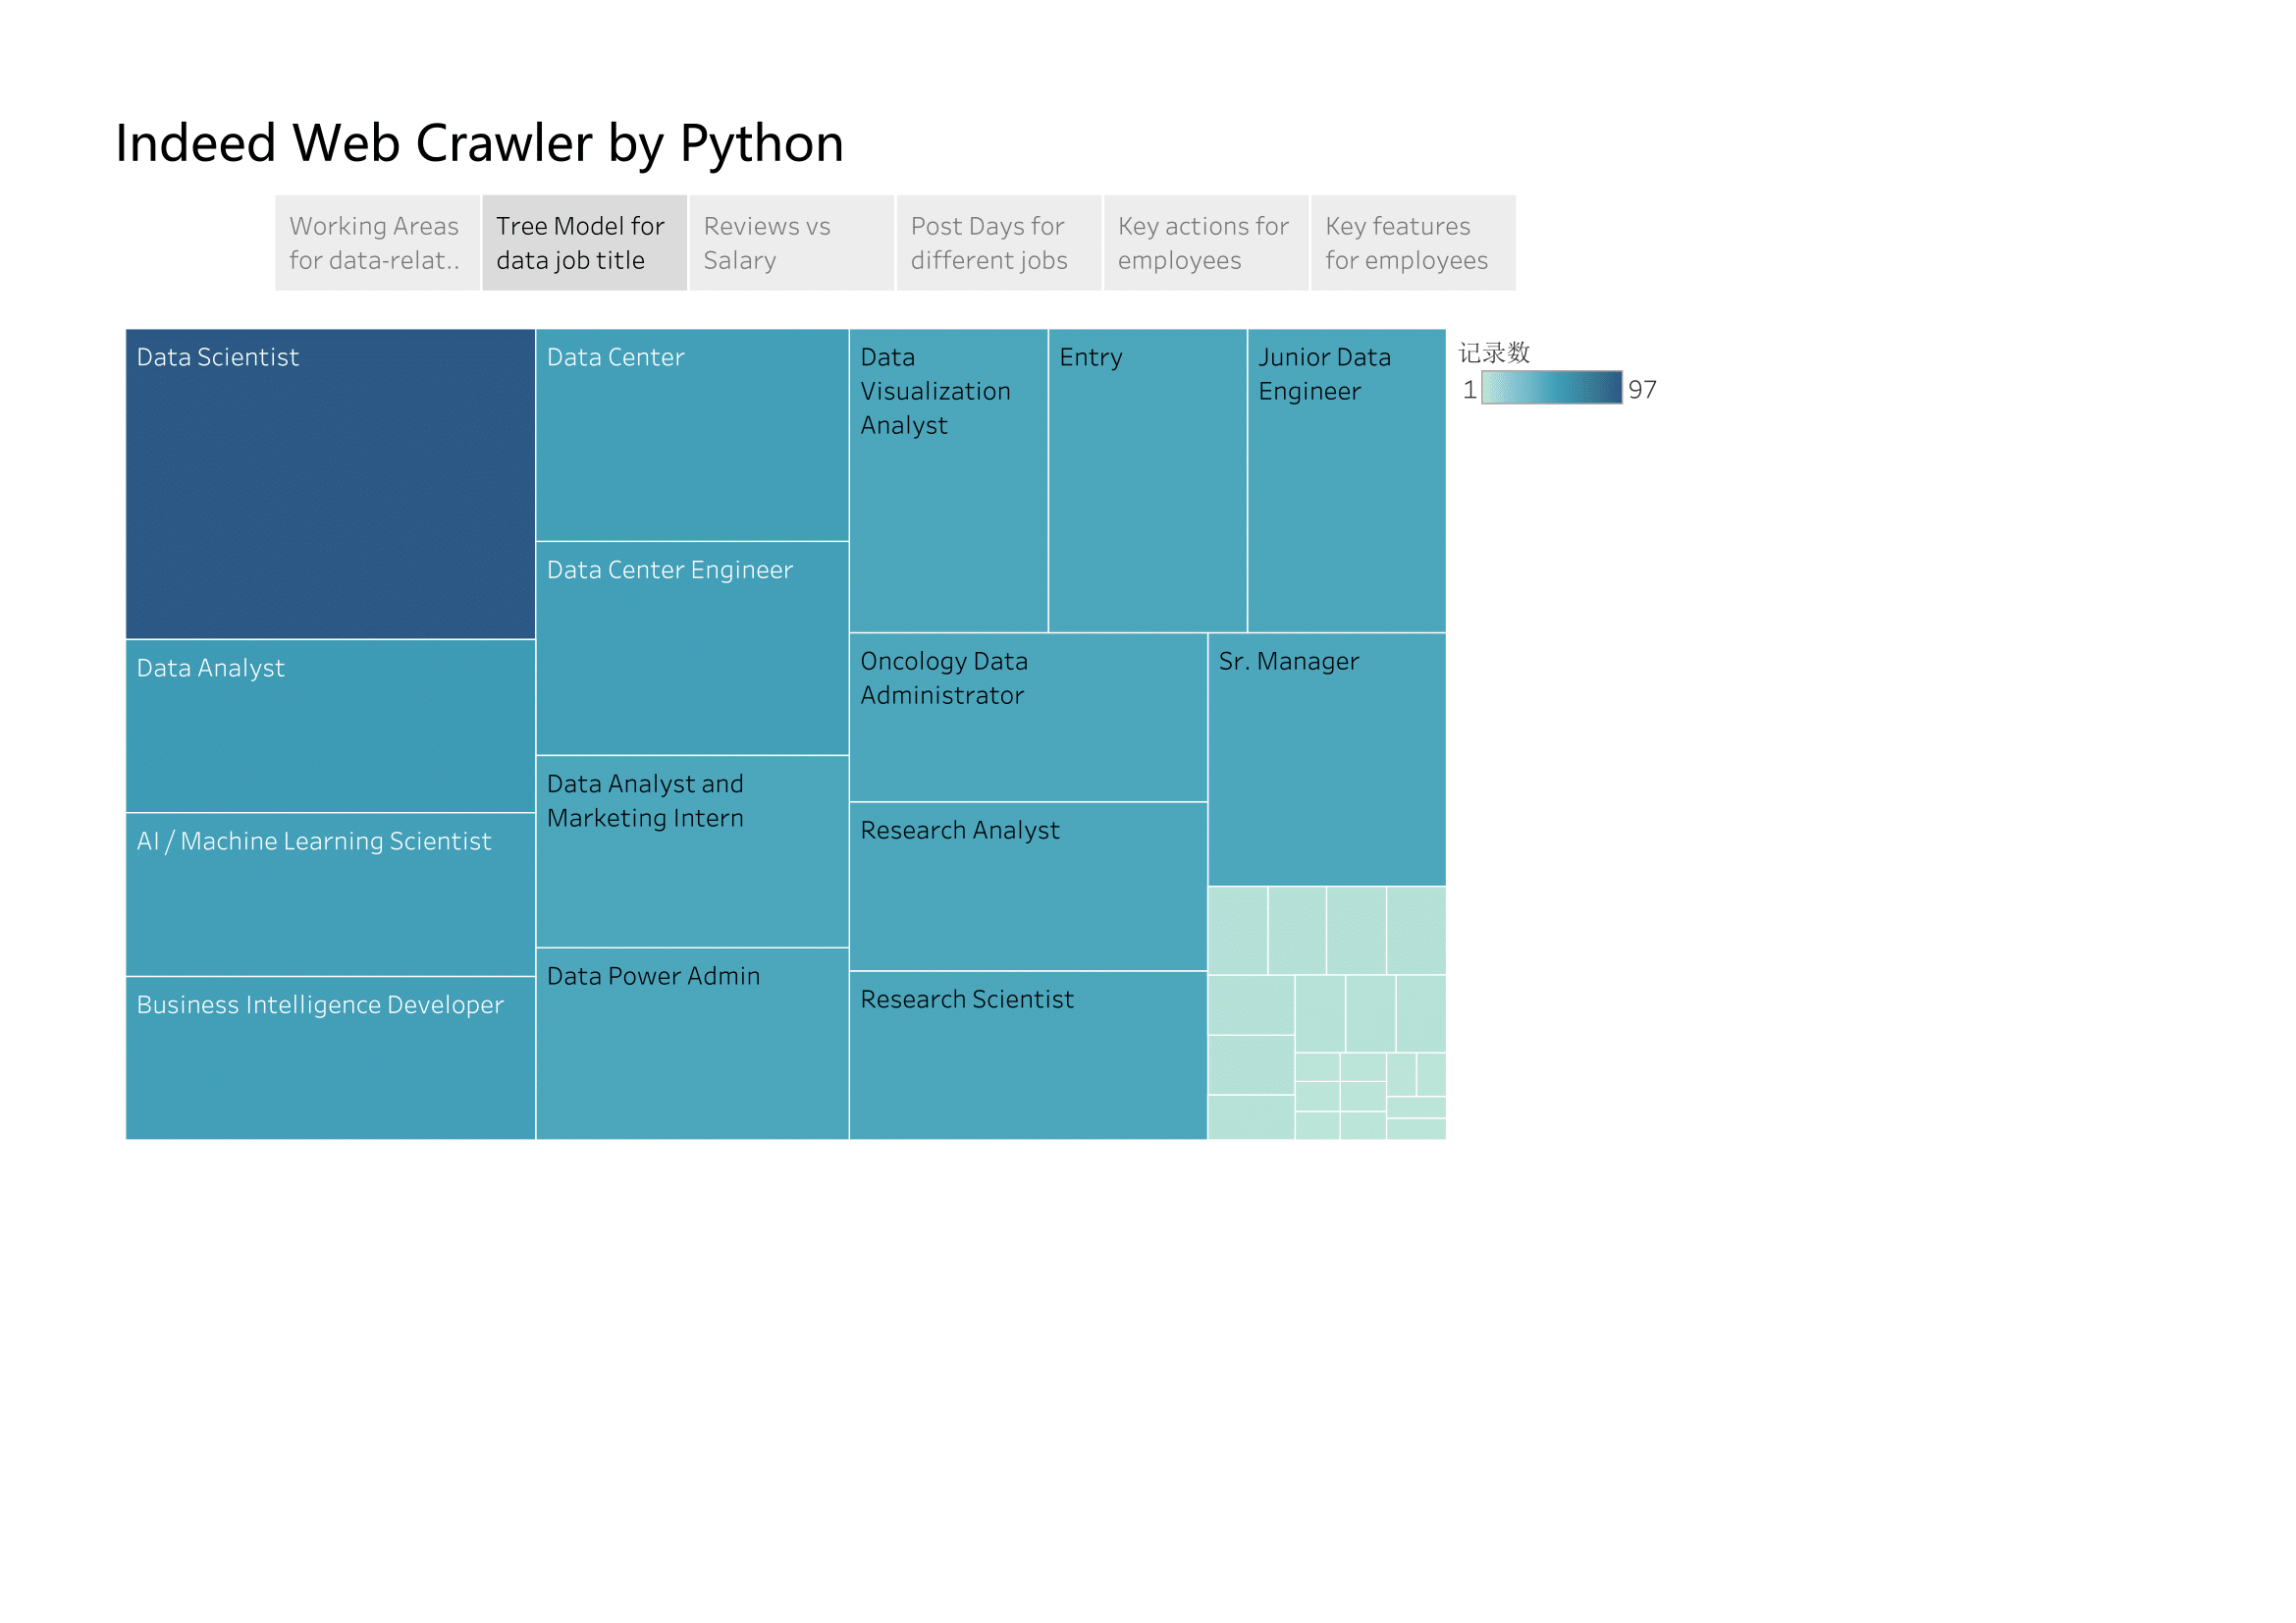 Indeed Web Crawler by Python
Working Areas
for data-relat..
Tree Model for
data job title
Reviews vs
Salary
Post Days for
different jobs
Key actions for
employees
Key features
for employees
Data Scientist
Data Analyst
AI / Machine Learning Scientist
Business Intelligence Developer
Data Center
Data Center Engineer
Data Analyst and
Marketing Intern
Data Power Admin
Data
Visualization
Analyst
Entry
Junior Data
Engineer
Oncology Data
Administrator
Sr. Manager
Research Analyst
Research Scientist
记录数
1 97